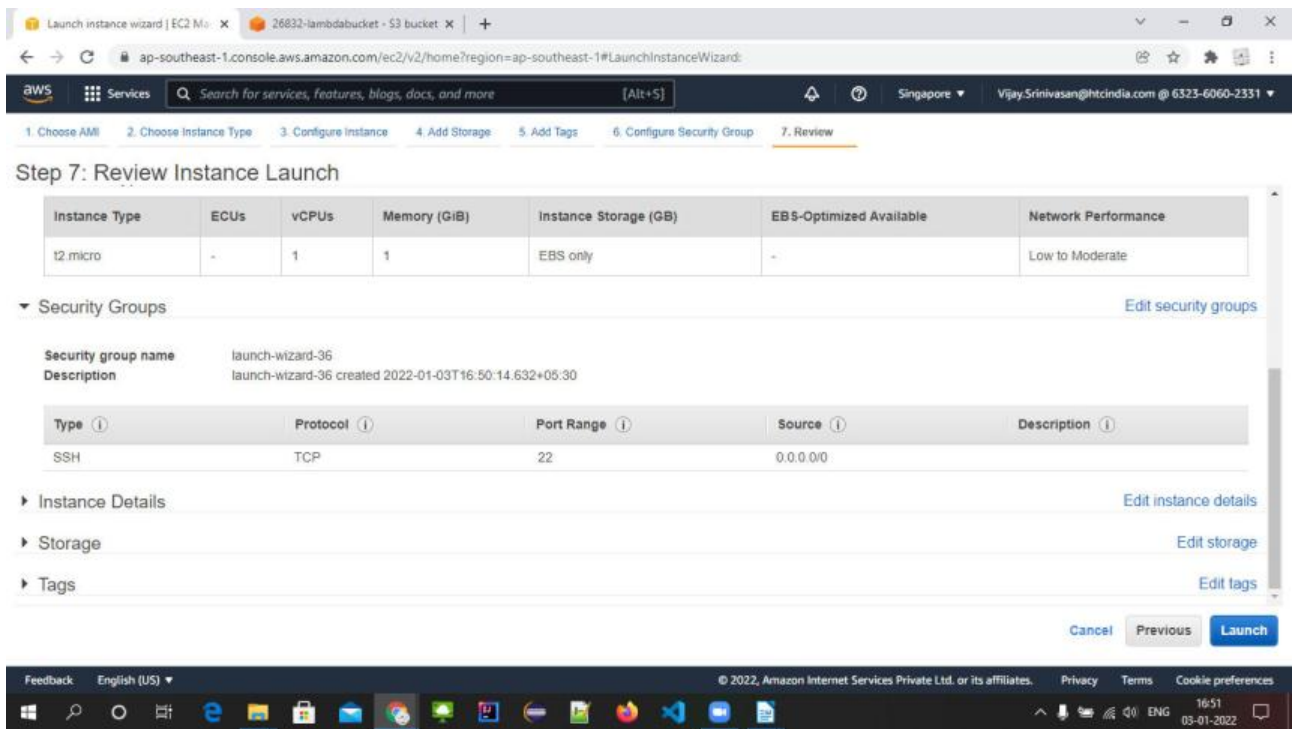 Launch instance wizard | EC2 Ma
26832-lambdabucket - S3 bucket
ap-southeast-1.console.aws.amazon.com/ec2/v2/home?region=ap-southeast-1#LaunchInstanceWizard:
aws Services Search for services, features, blogs, docs, and more [Alt+S] Singapore ▼ Vijay.Srinivasan@htcindia.com @ 6323-6060-2331 ▼
1. Choose AMI 2. Choose Instance Type 3. Configure Instance 4. Add Storage 5. Add Tags 6. Configure Security Group 7. Review
Step 7: Review Instance Launch
Instance Type ECUs vCPUs Memory (GiB) Instance Storage (GB) EBS-Optimized Available Network Performance
t2.micro - 1 1 EBS only - Low to Moderate
Security Groups Edit security groups
Security group name launch-wizard-36
Description launch-wizard-36 created 2022-01-03T16:50:14.632+05:30
Type Protocol Port Range Source Description
SSH TCP 22 0.0.0.0/0
Instance Details Edit instance details
Storage Edit storage
Tags Edit tags
Cancel Previous Launch
Feedback English (US) ▼ © 2022, Amazon Internet Services Private Ltd. or its affiliates. Privacy Terms Cookie preferences
ENG 16:51
03-01-2022